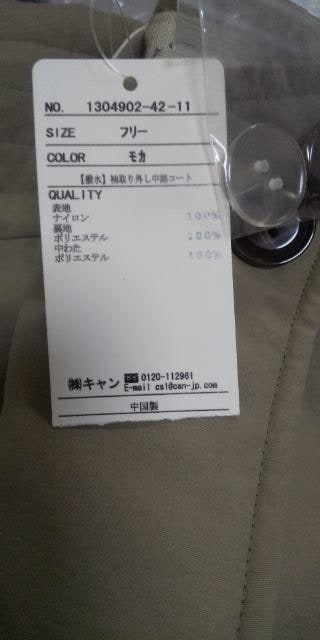 NO. 1304902-42-11
SIZE フリー
COLOR モカ
【撥水】袖取り外し中綿コート
QUALITY
表地
ナイロン 100%
裏地
ポリエステル 100%
中わた
ポリエステル 100%
㈱キャン 0120-112961
E-mail cs1@can-jp.com
中国製